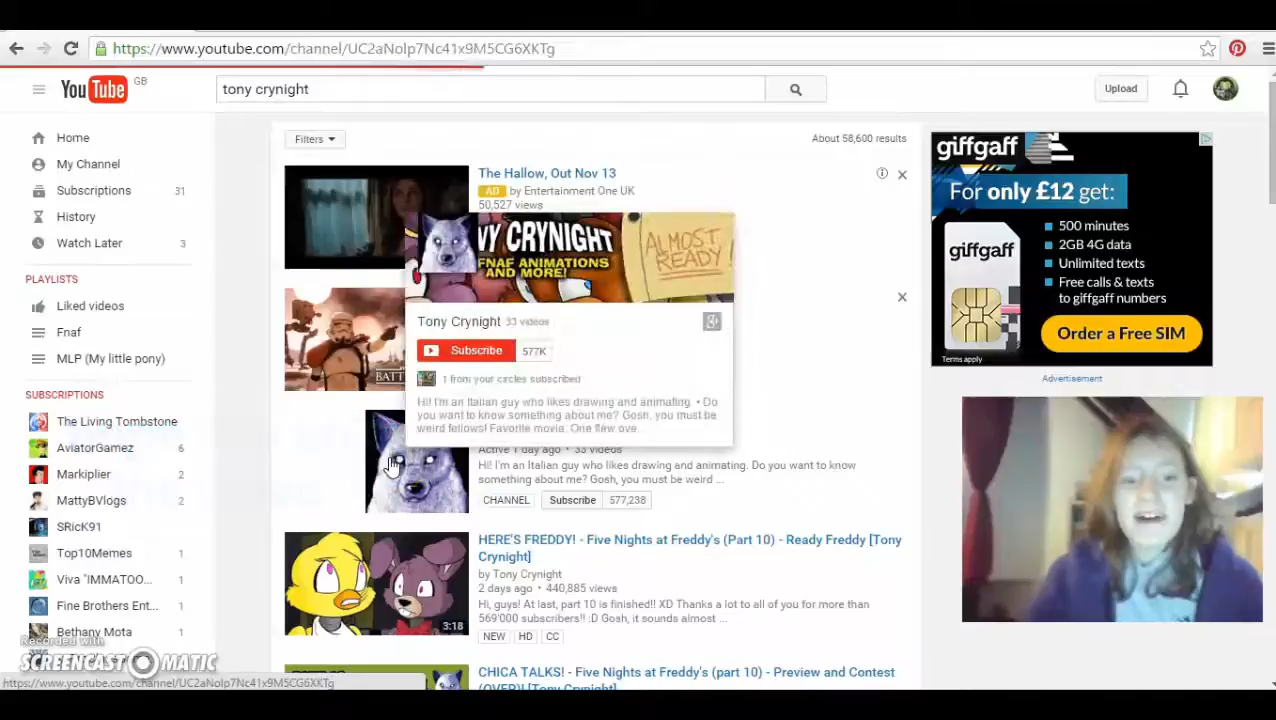 https://www.youtube.com/channel/UC2aNolp7Nc41x9M5CG6XKTg
YouTube GB
tony crynight
Upload
Home
My Channel
Subscriptions 31
History
Watch Later 3
PLAYLISTS
Liked videos
Fnaf
MLP (My little pony)
SUBSCRIPTIONS
The Living Tombstone
AviatorGamez 6
Markiplier 2
MattyBVlogs 2
SRicK91
Top10Memes 1
Viva "IMMATOO... 1
Fine Brothers Ent... 1
Bethany Mota 1
Recorded with
SCREENCAST-O-MATIC
https://www.youtube.com/channel/UC2aNolp7Nc41x9M5CG6XKTg
Filters
About 58,600 results
The Hallow, Out Nov 13
AD by Entertainment One UK
50,527 views
CRYNIGHT
FNAF ANIMATIONS
AND MORE!
ALMOST
READY
Tony Crynight 33 videos
Subscribe 577K
1 from your circles subscribed
Hi! I'm an Italian guy who likes drawing and animating. • Do
you want to know something about me? Gosh, you must be
weird fellows! Favorite movie. One flew ove...
Active 1 day ago • 33 videos
Hi! I'm an Italian guy who likes drawing and animating. Do you want to know
something about me? Gosh, you must be weird ...
CHANNEL Subscribe 577,238
HERE'S FREDDY! - Five Nights at Freddy's (Part 10) - Ready Freddy [Tony
Crynight]
by Tony Crynight
2 days ago • 440,885 views
Hi, guys! At last, part 10 is finished!! XD Thanks a lot to all of you for more than
569'000 subscribers!! :D Gosh, it sounds almost ...
NEW HD CC
3:18
CHICA TALKS! - Five Nights at Freddy's (part 10) - Preview and Contest
(OVER)! [Tony Crynight]
giffgaff
For only £12 get:
giffgaff
500 minutes
2GB 4G data
Unlimited texts
Free calls & texts
to giffgaff numbers
Order a Free SIM
Terms apply
Advertisement